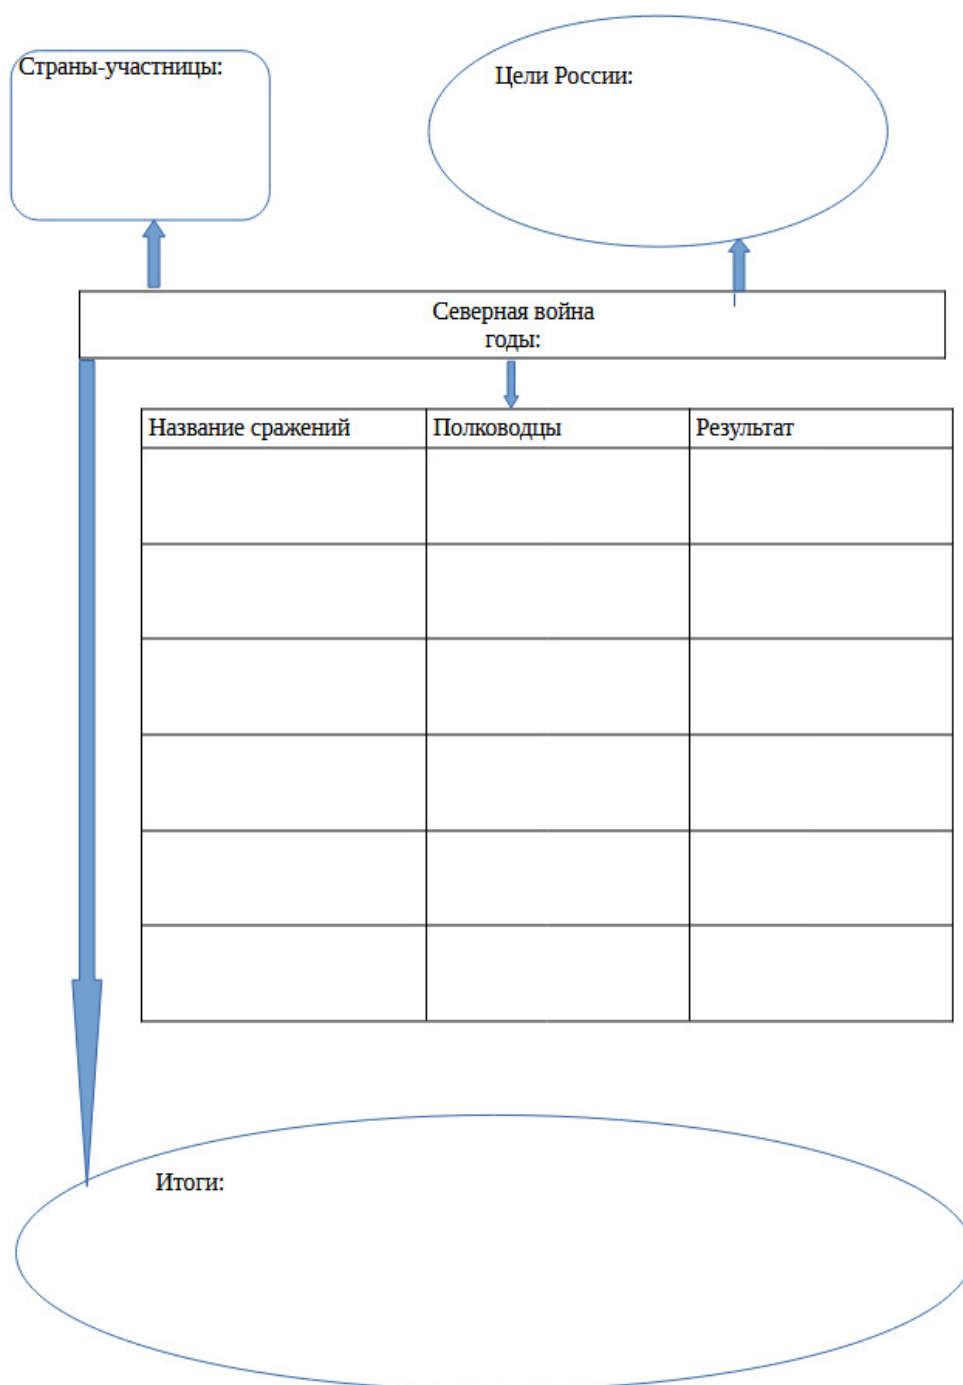 Страны-участницы:
Цели России:
Северная война
годы:
Название сражений
Полководцы
Результат
Итоги: